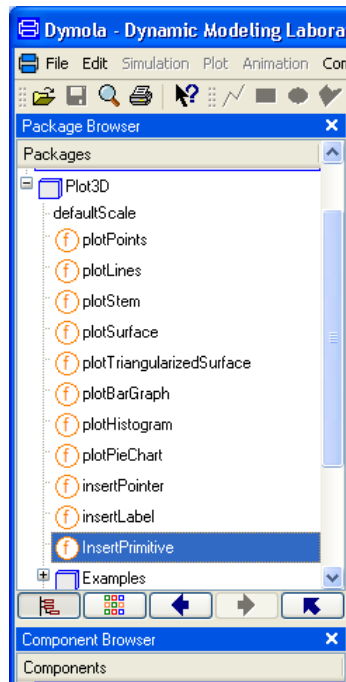 Dymola - Dynamic Modeling Labora
File Edit Simulation Plot Animation Con
Package Browser
Packages
Plot3D
defaultScale
f plotPoints
f plotLines
f plotStem
f plotSurface
f plotTriangularizedSurface
f plotBarGraph
f plotHistogram
f plotPieChart
f insertPointer
f insertLabel
f InsertPrimitive
Examples
Component Browser
Components